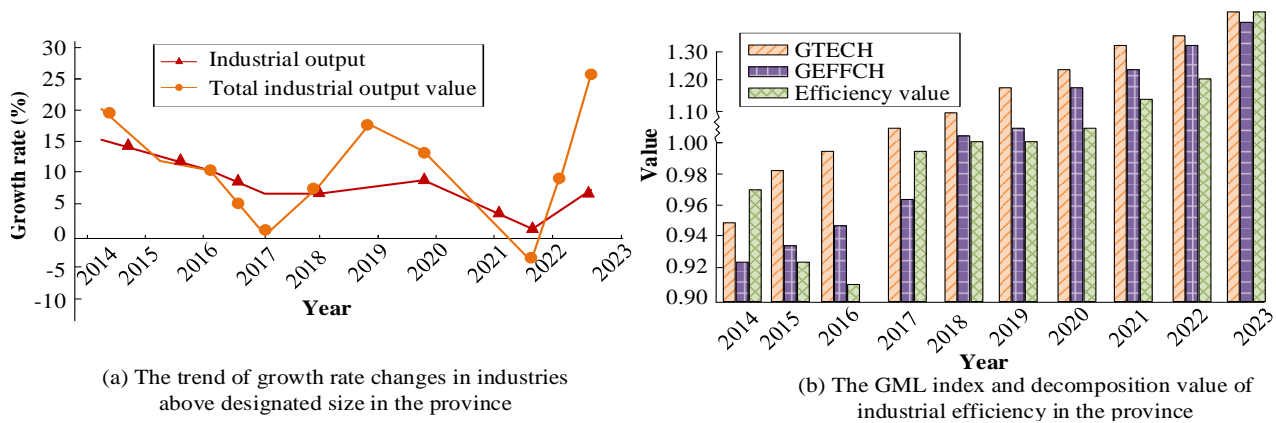 30
25
20
15
10
5
0
-5
-10
Growth rate (%)
Industrial output
Total industrial output value
2014
2015
2016
2017
2018
2019
2020
2021
2022
2023
Year
(a) The trend of growth rate changes in industries
above designated size in the province
1.30
1.20
1.10
1.00
0.98
0.96
0.94
0.92
0.90
Value
GTECH
GEFFCH
Efficiency value
2014
2015
2016
2017
2018
2019
2020
2021
2022
2023
Year
(b) The GML index and decomposition value of
industrial efficiency in the province